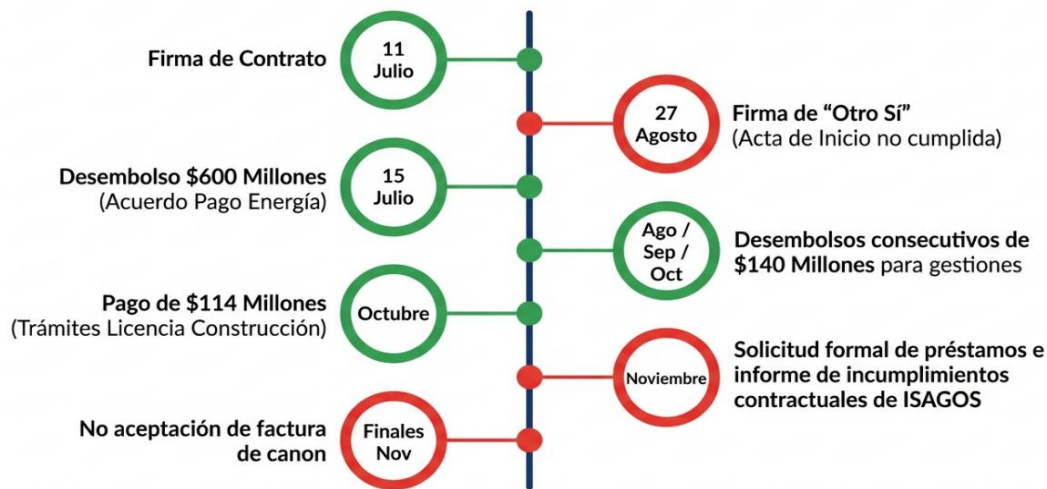 Firma de Contrato
11
Julio
27
Agosto
Firma de “Otro Sí”
(Acta de Inicio no cumplida)
Desembolso $600 Millones
(Acuerdo Pago Energía)
15
Julio
Ago /
Sep /
Oct
Desembolsos consecutivos de
$140 Millones para gestiones
Pago de $114 Millones
(Trámites Licencia Construcción)
Octubre
Noviembre
Solicitud formal de préstamos e
informe de incumplimientos
contractuales de ISAGOS
No aceptación de factura
de canon
Finales
Nov